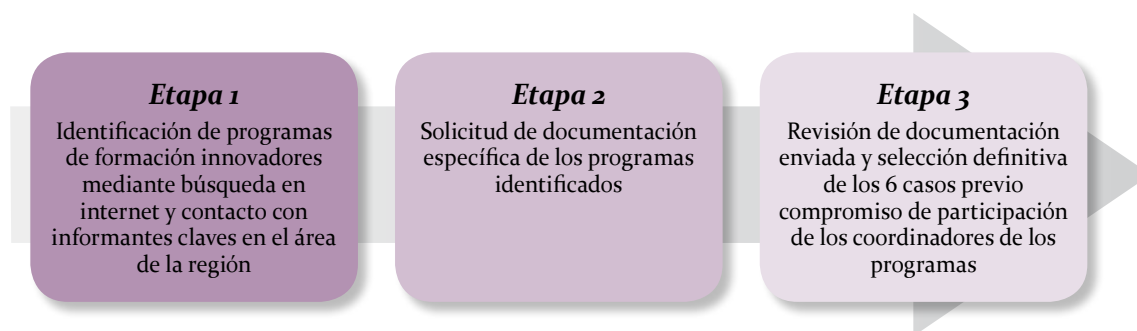 Etapa 1
Identificación de programas
de formación innovadores
mediante búsqueda en
internet y contacto con
informantes claves en el área
de la región
Etapa 2
Solicitud de documentación
específica de los programas
identificados
Etapa 3
Revisión de documentación
enviada y selección definitiva
de los 6 casos previo
compromiso de participación
de los coordinadores de los
programas